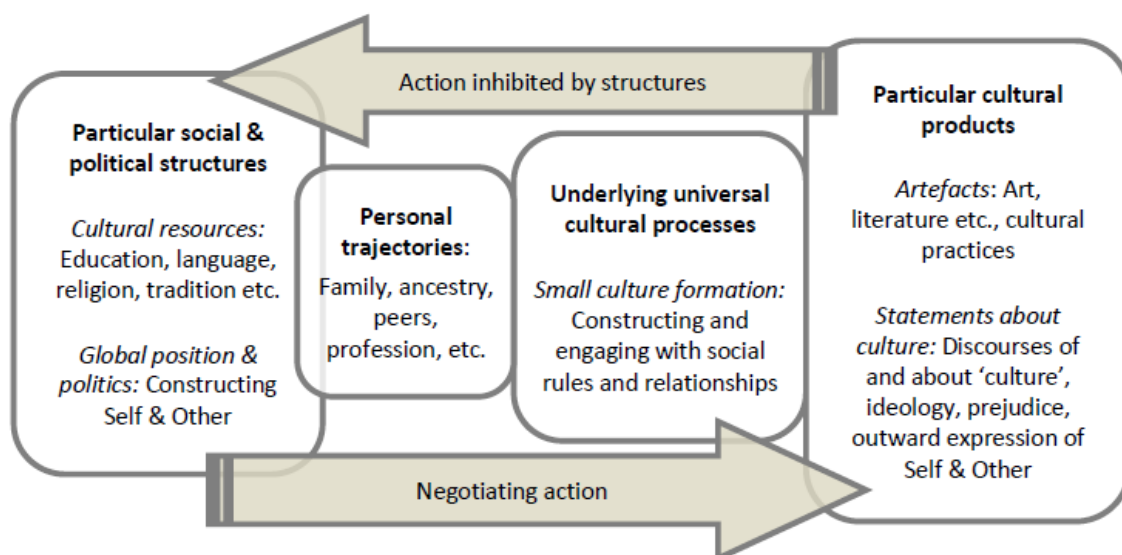 Action inhibited by structures
Particular social &
political structures
Cultural resources:
Education, language,
religion, tradition etc.
Global position &
politics: Constructing
Self & Other
Personal
trajectories:
Family, ancestry,
peers,
profession, etc.
Underlying universal
cultural processes
Small culture formation:
Constructing and
engaging with social
rules and relationships
Particular cultural
products
Artefacts: Art,
literature etc., cultural
practices
Statements about
culture: Discourses of
and about ‘culture’,
ideology, prejudice,
outward expression of
Self & Other
Negotiating action